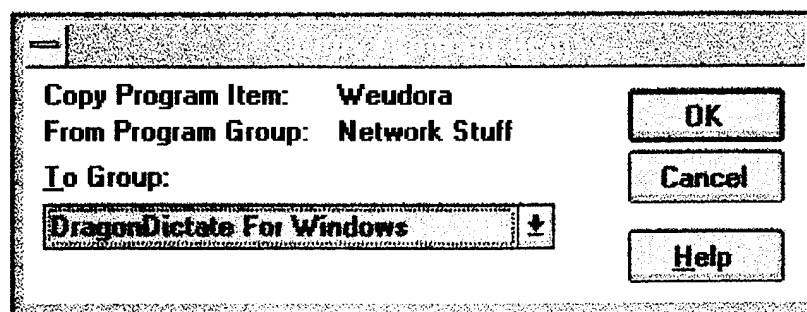 Copy Program Item: Weudora
From Program Group: Network Stuff
To Group:
DragonDictate For Windows
OK
Cancel
Help